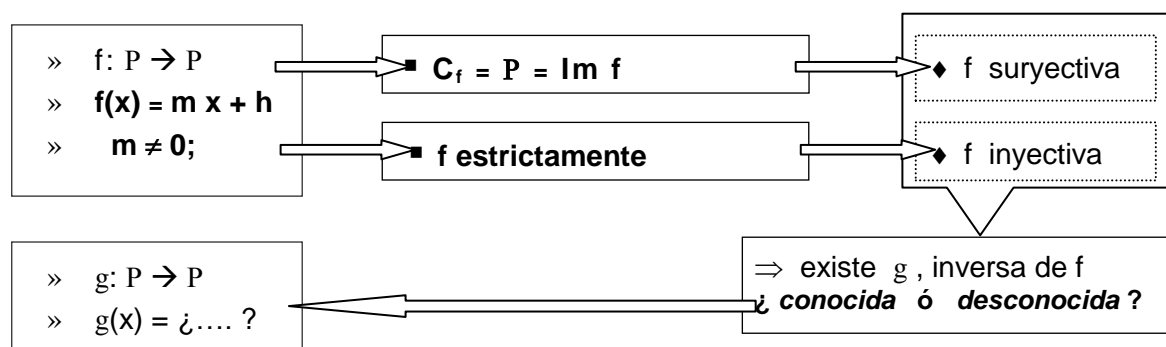 » f: P → P
» f(x) = m x + h
» m ≠ 0;
▪ C_f = P = Im f
▪ f estrictamente
♦ f suryectiva
♦ f inyectiva
⇒ existe g , inversa de f
¿ conocida ó desconocida ?
» g: P → P
» g(x) = ¿.... ?